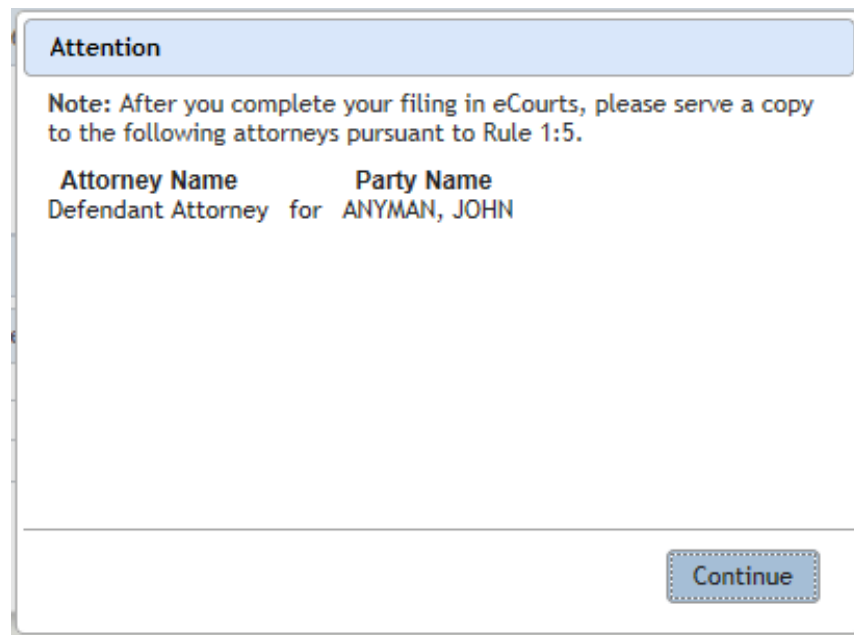 Attention
Note: After you complete your filing in eCourts, please serve a copy
to the following attorneys pursuant to Rule 1:5.
Attorney Name Party Name
Defendant Attorney for ANYMAN, JOHN
Continue